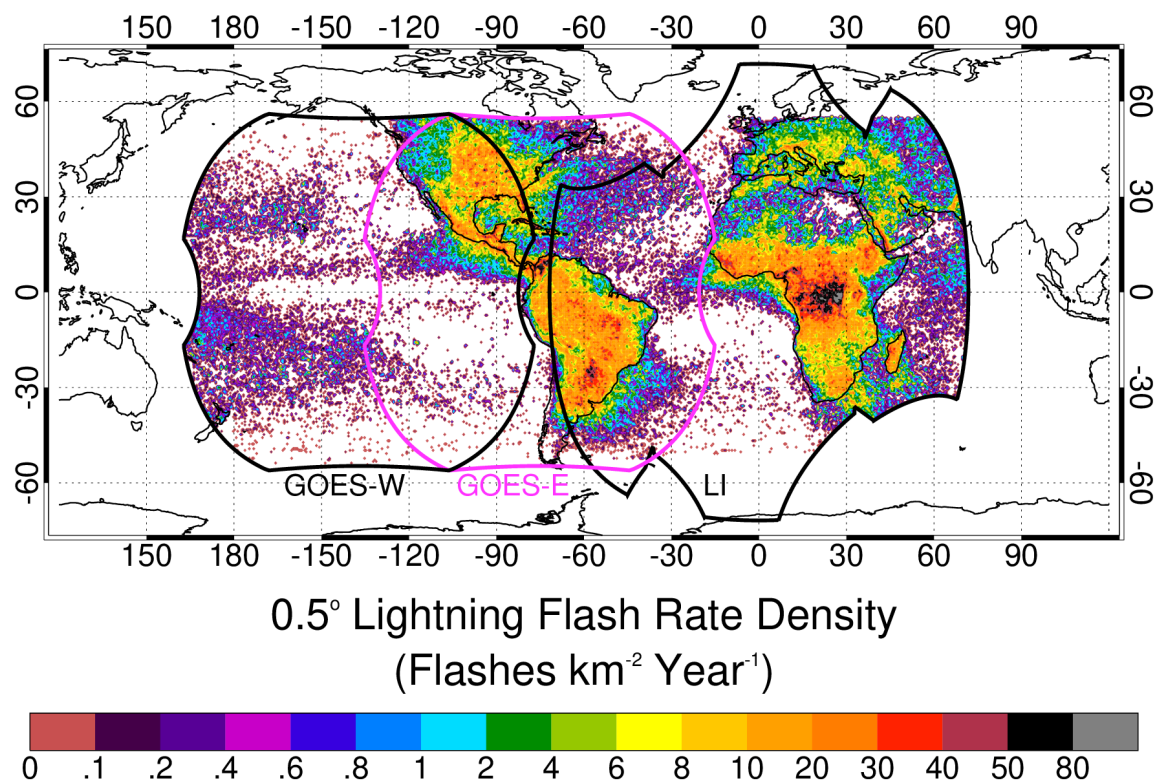 150 180 -150 -120 -90 -60 -30 0 30 60 90
60 60
30 30
0 0
-30 -30
-60 -60
GOES-W GOES-E LI
150 180 -150 -120 -90 -60 -30 0 30 60 90
0.5° Lightning Flash Rate Density
(Flashes km⁻² Year⁻¹)
0 .1 .2 .4 .6 .8 1 2 4 6 8 10 20 30 40 50 80